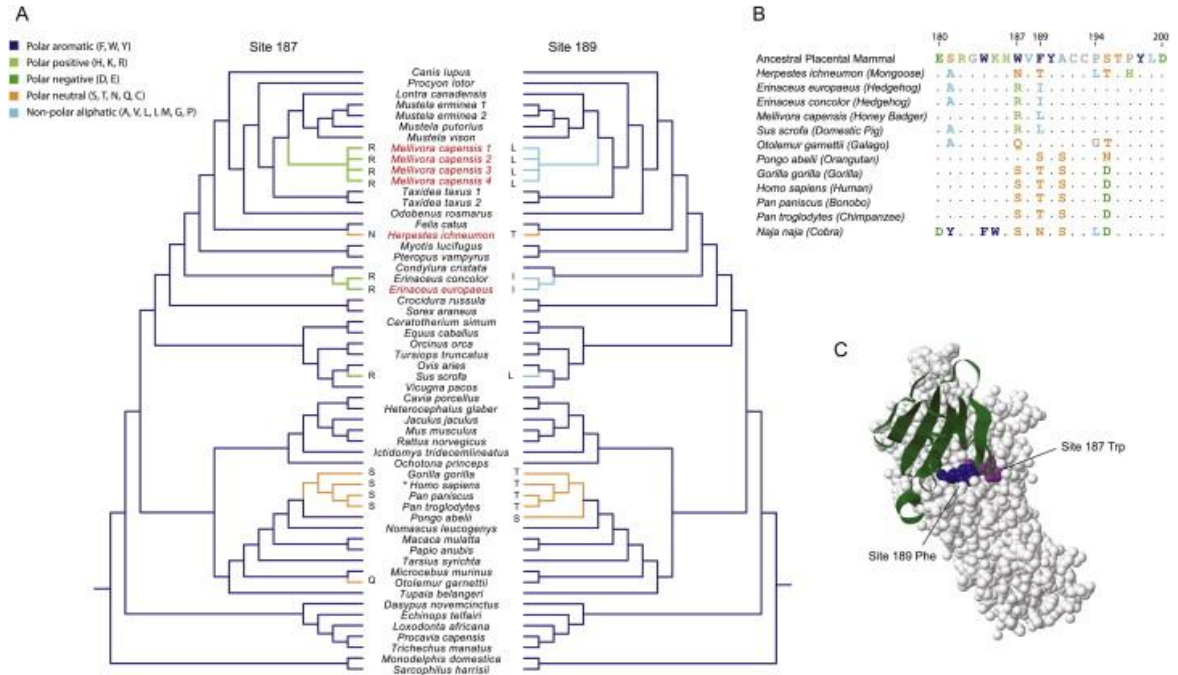 A
Polar aromatic (F, W, Y)
Polar positive (H, K, R)
Polar negative (D, E)
Polar neutral (S, T, N, Q, C)
Non-polar aliphatic (A, V, L, I, M, G, P)
Site 187 Site 189
Canis lupus
Procyon lotor
Lontra canadensis
Mustela erminea 1
Mustela erminea 2
Mustela putorius
Mustela vison
R Mellivora capensis 1 L
R Mellivora capensis 2 L
R Mellivora capensis 3 L
R Mellivora capensis 4 L
Taxidea taxus 1
Taxidea taxus 2
Odobenus rosmarus
Felis catus
N Herpestes ichneumon T
Myotis lucifugus
Pteropus vampyrus
Condylura cristata
R Erinaceus concolor I
R Erinaceus europaeus I
Crocidura russula
Sorex araneus
Ceratotherium simum
Equus caballus
Orcinus orca
Tursiops truncatus
Ovis aries
R Sus scrofa L
Vicugna pacos
Cavia porcellus
Heterocephalus glaber
Jaculus jaculus
Mus musculus
Rattus norvegicus
Ictidomys tridecemlineatus
Ochotona princeps
S Gorilla gorilla T
S * Homo sapiens T
S Pan paniscus T
S Pan troglodytes T
Pongo abelii S
Nomascus leucogenys
Macaca mulatta
Papio anubis
Tarsius syrichta
Microcebus murinus
Q Otolemur garnettii
Tupaia belangeri
Dasypus novemcinctus
Echinops telfairi
Loxodonta africana
Procavia capensis
Trichechus manatus
Monodelphis domestica
Sarcophilus harrisii
B
180 187 189 194 200
Ancestral Placental Mammal E S R G W K H W V F Y A C C P S T P Y L D
Herpestes ichneumon (Mongoose) . A . . . . . N . T . . . . L T . H . . .
Erinaceus europaeus (Hedgehog) . A . . . . . R . I . . . . . . . . . . .
Erinaceus concolor (Hedgehog) . A . . . . . R . I . . . . . . . . . . .
Mellivora capensis (Honey Badger) . . . . . . . R . L . . . . . . . . . . .
Sus scrofa (Domestic Pig) . A . . . . . R . L . . . . . . . . . . .
Otolemur garnettii (Galago) . A . . . . . Q . . . . . . G T . . . . .
Pongo abelii (Orangutan) . . . . . . . . . S . S . . . N . . . . .
Gorilla gorilla (Gorilla) . . . . . . . S . T . S . . . D . . . . .
Homo sapiens (Human) . . . . . . . S . T . S . . . D . . . . .
Pan paniscus (Bonobo) . . . . . . . S . T . S . . . D . . . . .
Pan troglodytes (Chimpanzee) . . . . . . . S . T . S . . . D . . . . .
Naja naja (Cobra) D Y . . F W . S . N . S . . L D . . . . .
C
Site 187 Trp
Site 189 Phe